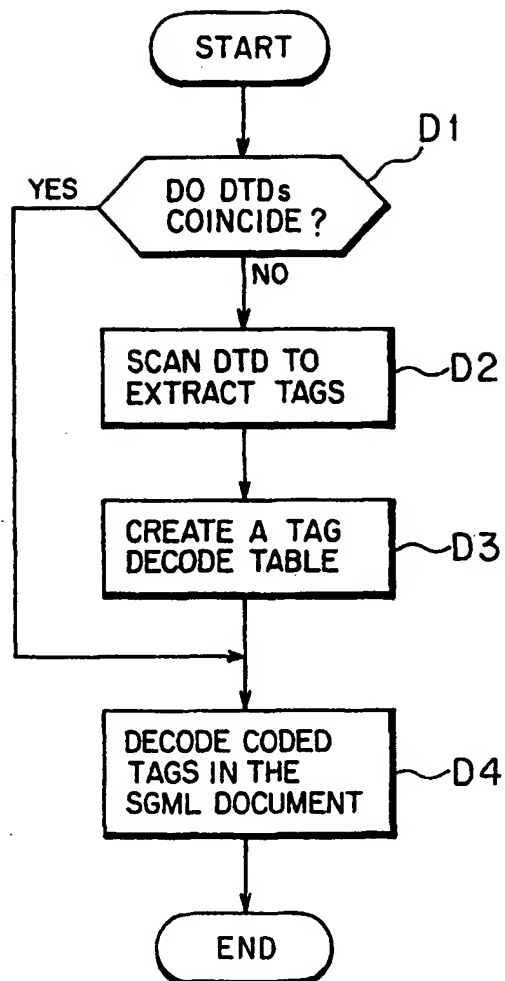 START
D1
YES
DO DTDs
COINCIDE?
NO
SCAN DTD TO
EXTRACT TAGS
D2
CREATE A TAG
DECODE TABLE
D3
DECODE CODED
TAGS IN THE
SGML DOCUMENT
D4
END